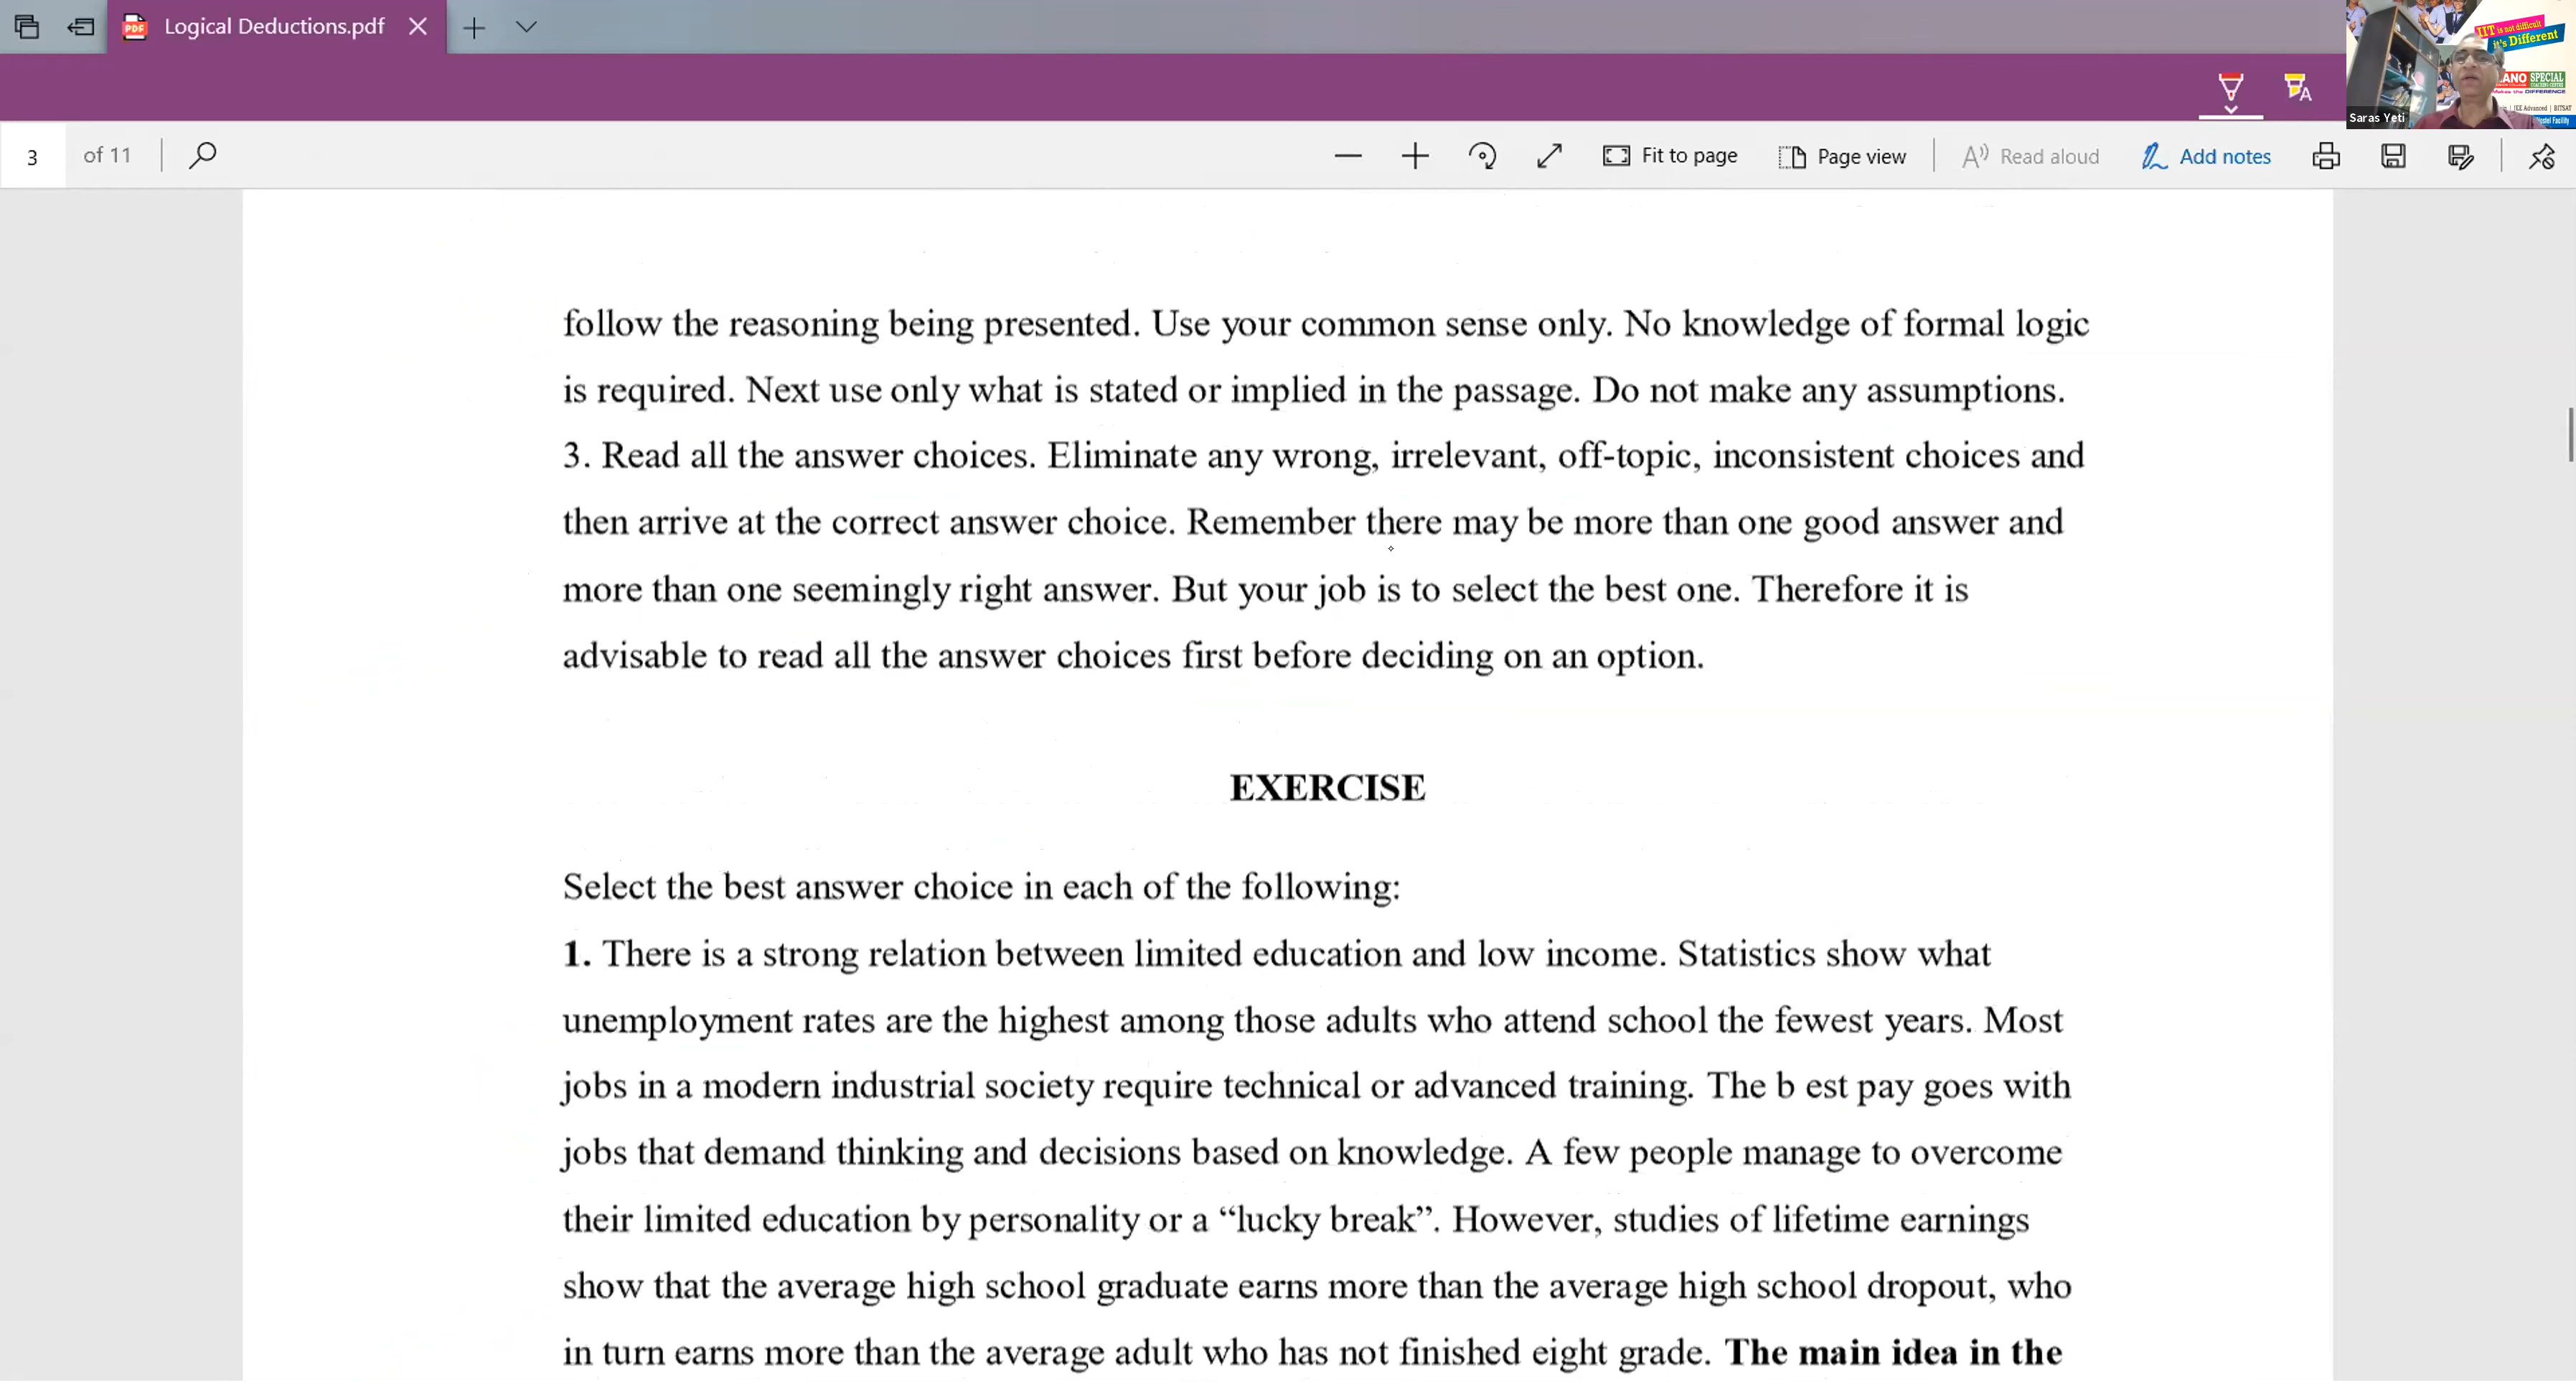 Logical Deductions.pdf
IIT is not difficult
it's Different
SPECIAL
Saras Yeti
3 of 11
Fit to page
Page view
Read aloud
Add notes
follow the reasoning being presented. Use your common sense only. No knowledge of formal logic
is required. Next use only what is stated or implied in the passage. Do not make any assumptions.
3. Read all the answer choices. Eliminate any wrong, irrelevant, off-topic, inconsistent choices and
then arrive at the correct answer choice. Remember there may be more than one good answer and
more than one seemingly right answer. But your job is to select the best one. Therefore it is
advisable to read all the answer choices first before deciding on an option.
EXERCISE
Select the best answer choice in each of the following:
1. There is a strong relation between limited education and low income. Statistics show what
unemployment rates are the highest among those adults who attend school the fewest years. Most
jobs in a modern industrial society require technical or advanced training. The b est pay goes with
jobs that demand thinking and decisions based on knowledge. A few people manage to overcome
their limited education by personality or a “lucky break”. However, studies of lifetime earnings
show that the average high school graduate earns more than the average high school dropout, who
in turn earns more than the average adult who has not finished eight grade. The main idea in the